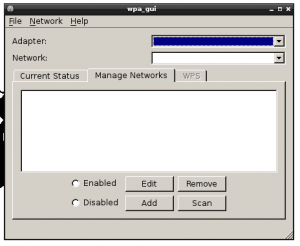 wpa_gui
File Network Help
Adapter:
Network:
Current Status Manage Networks WPS
Enabled Edit Remove
Disabled Add Scan